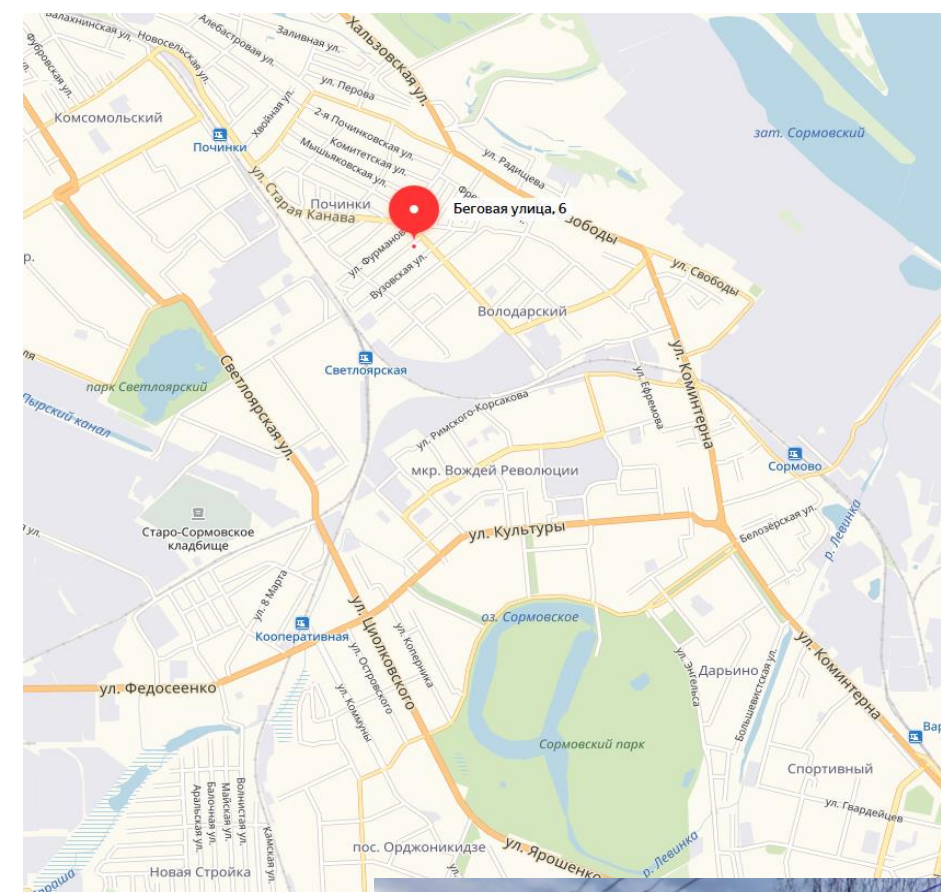 Балахнинская ул.
Новосельская ул.
Алебастровая ул.
Заливная ул.
Хальзовская ул.
Фубровская ул.
ул. Перова
Комсомольский
Хвойная ул.
2-я Починковская ул.
зат. Сормовский
Починки
Комитетская ул.
Мышьяковская ул.
ул. Радищева
ул. Старая Канава
Починки
Беговая улица, 6
ул. Свободы
Вузовская ул.
Володарский
Светлоярская
парк Светлоярский
Светлоярская ул.
ул. Ефремова
ул. Коминтерна
Пырский канал
ул. Римского-Корсакова
мкр. Вождей Революции
Сормово
Старо-Сормовское
кладбище
ул. Культуры
Белозёрская ул.
р. Левинка
ул. 8 Марта
оз. Сормовское
Кооперативная
ул. Циолковского
ул. Коперника
ул. Островского
ул. Энгельса
Дарьино
ул. Коминтерна
ул. Федосеенко
ул. Коммуны
Большевистская ул.
Сормовский парк
Спортивный
Волнистая ул.
Майская ул.
Балочная ул.
Аральская ул.
Камская ул.
ул. Гвардейцев
пос. Орджоникидзе
ул. Ярошенко
р. Левинка
Новая Стройка